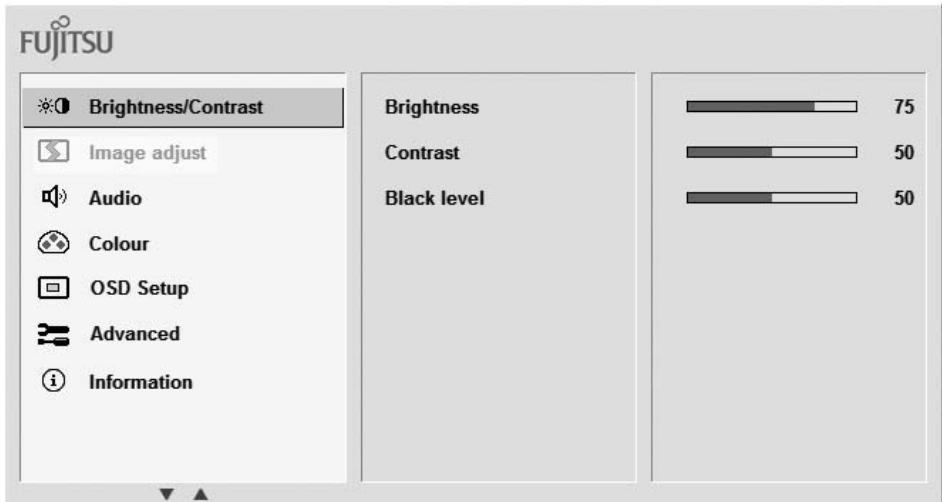 FUJITSU
Brightness/Contrast Brightness 75
Image adjust Contrast 50
Audio Black level 50
Colour
OSD Setup
Advanced
Information